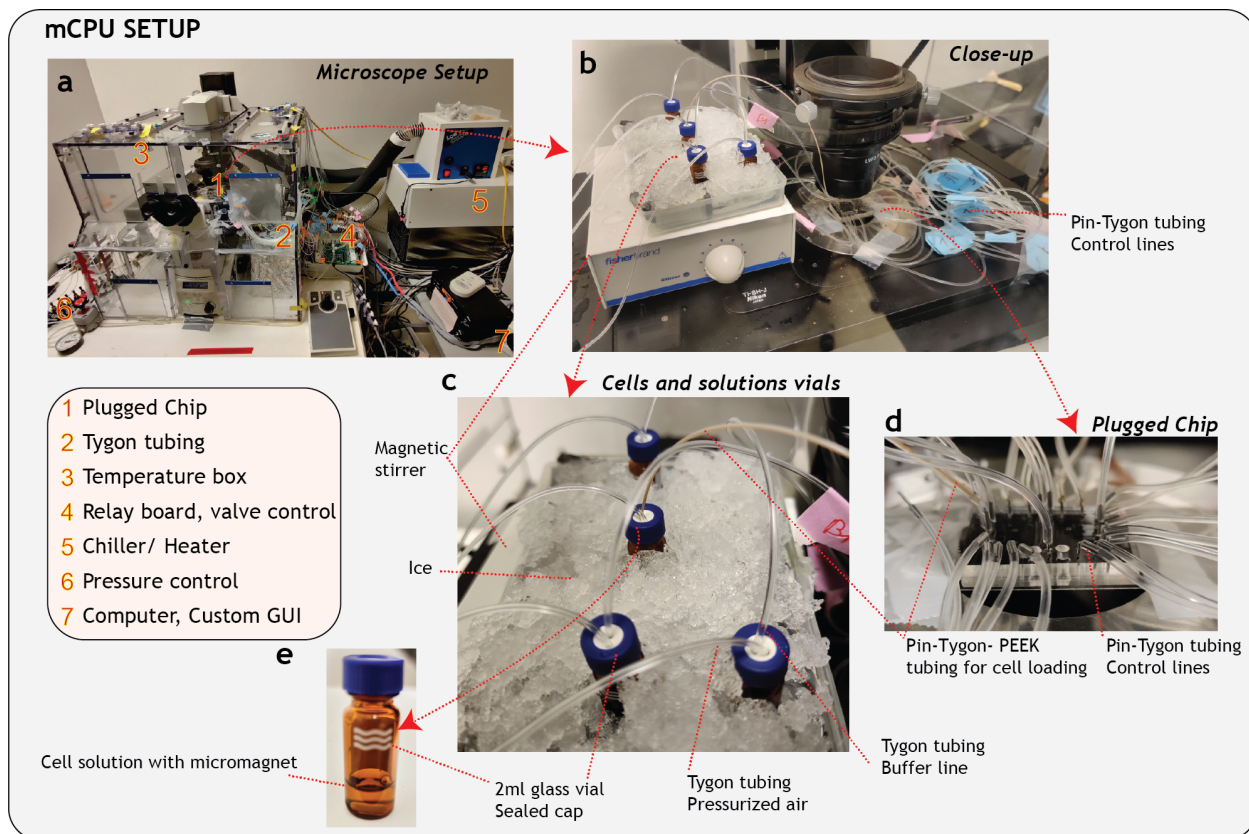 mCPU SETUP
a
Microscope Setup
3
1
2
4
5
6
7
b
Close-up
fisherbrand
TI-SH-J
Nikon
Pin-Tygon tubing
Control lines
1 Plugged Chip
2 Tygon tubing
3 Temperature box
4 Relay board, valve control
5 Chiller/ Heater
6 Pressure control
7 Computer, Custom GUI
c
Cells and solutions vials
Magnetic
stirrer
Ice
d
Plugged Chip
Pin-Tygon- PEEK
tubing for cell loading
Pin-Tygon tubing
Control lines
e
Cell solution with micromagnet
2ml glass vial
Sealed cap
Tygon tubing
Pressurized air
Tygon tubing
Buffer line